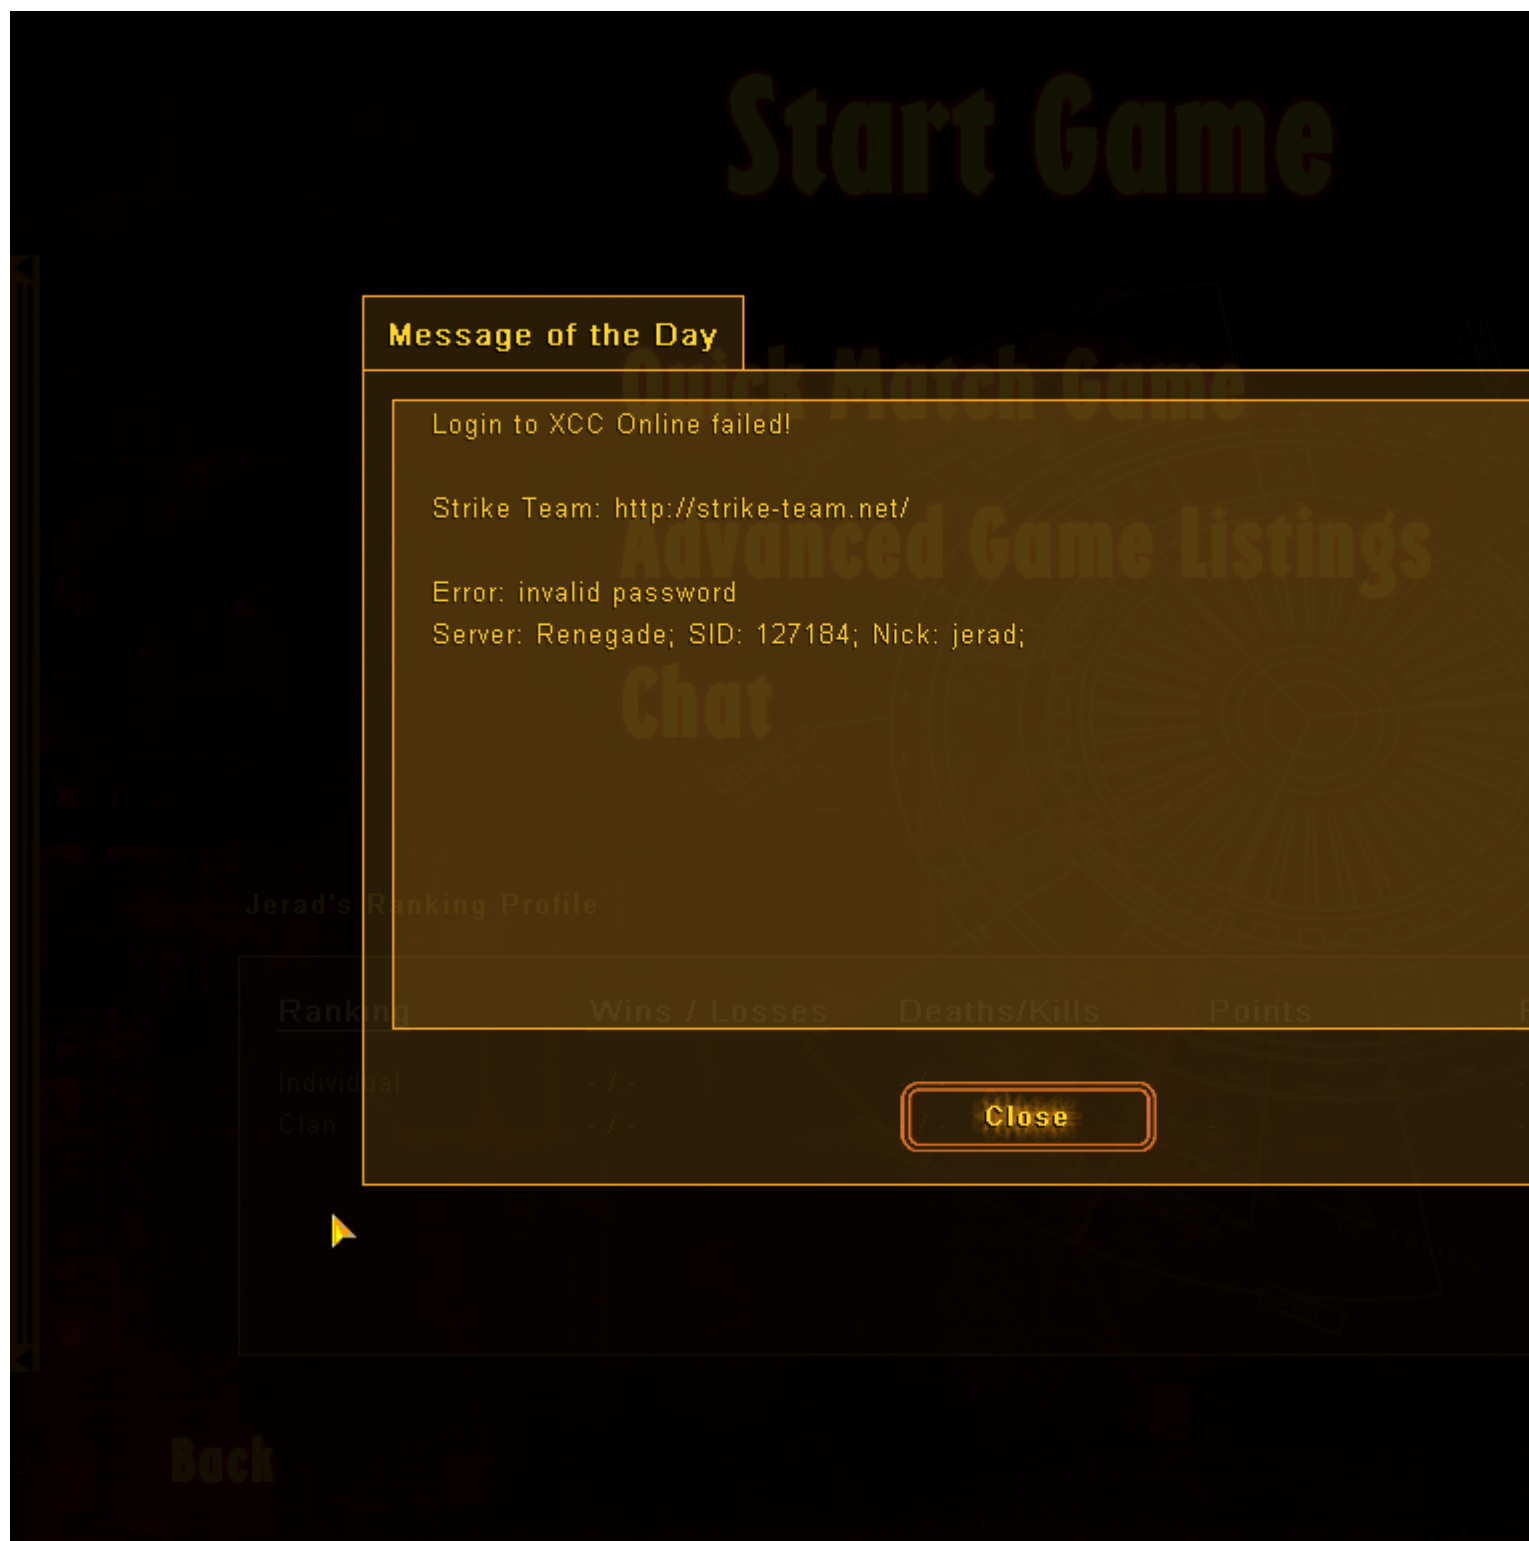 Start Game
Message of the Day
Quick Match Game
Login to XCC Online failed!
Strike Team: http://strike-team.net/
Advanced Game Listings
Error: invalid password
Server: Renegade; SID: 127184; Nick: jerad;
Chat
Jerad's Ranking Profile
Ranking Wins / Losses Deaths/Kills Points
Individual - / - -
Clan - / - / - -
Close
Back